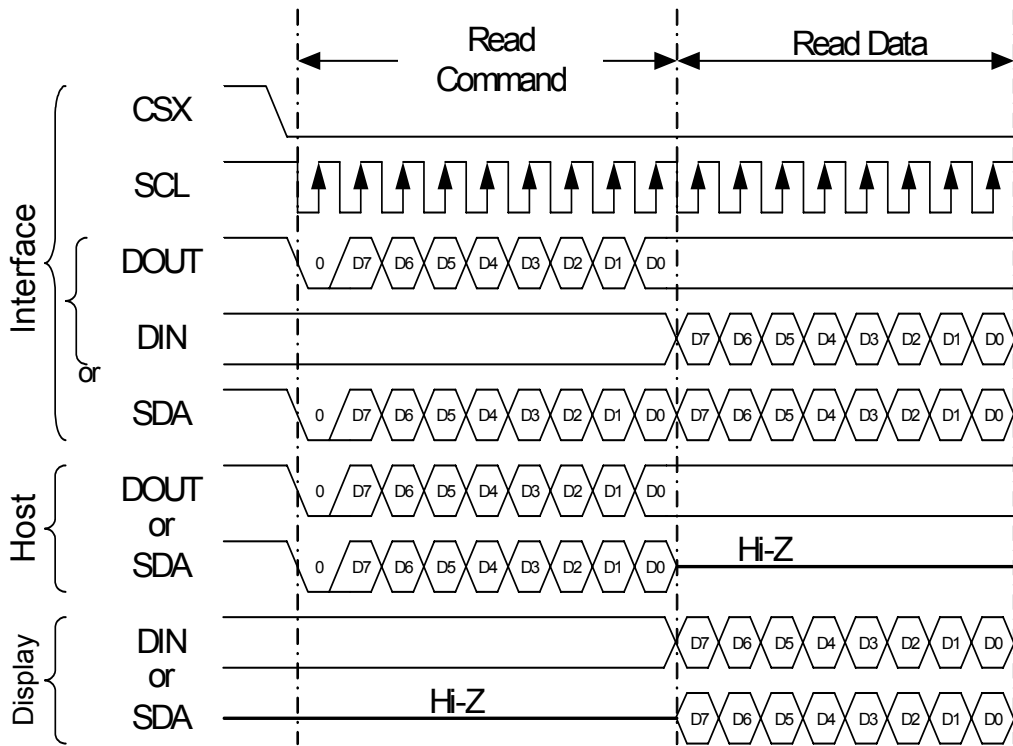 Read
Command
Read Data
Interface
CSX
SCL
DOUT
0 D7 D6 D5 D4 D3 D2 D1 D0
DIN
D7 D6 D5 D4 D3 D2 D1 D0
or
SDA
0 D7 D6 D5 D4 D3 D2 D1 D0 D7 D6 D5 D4 D3 D2 D1 D0
Host
DOUT
0 D7 D6 D5 D4 D3 D2 D1 D0
or
SDA
0 D7 D6 D5 D4 D3 D2 D1 D0
Hi-Z
Display
DIN
D7 D6 D5 D4 D3 D2 D1 D0
or
SDA
Hi-Z
D7 D6 D5 D4 D3 D2 D1 D0